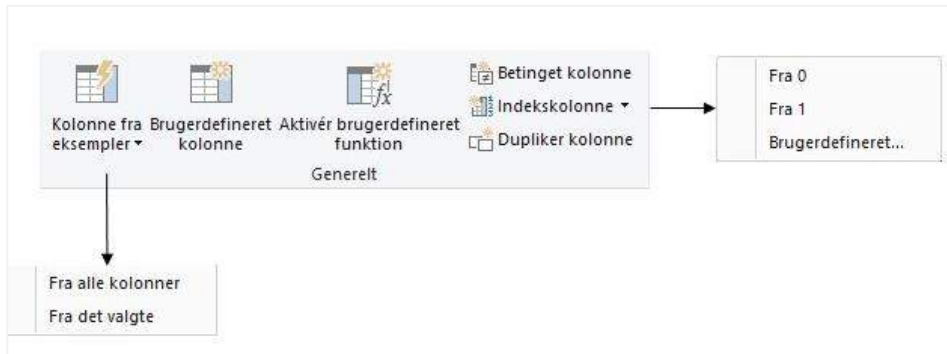 Kolonne fra
eksempler
Brugerdefineret
kolonne
Aktivér brugerdefineret
funktion
Betinget kolonne
Indekskolonne
Dupliker kolonne
Generelt
Fra 0
Fra 1
Brugerdefineret...
Fra alle kolonner
Fra det valgte